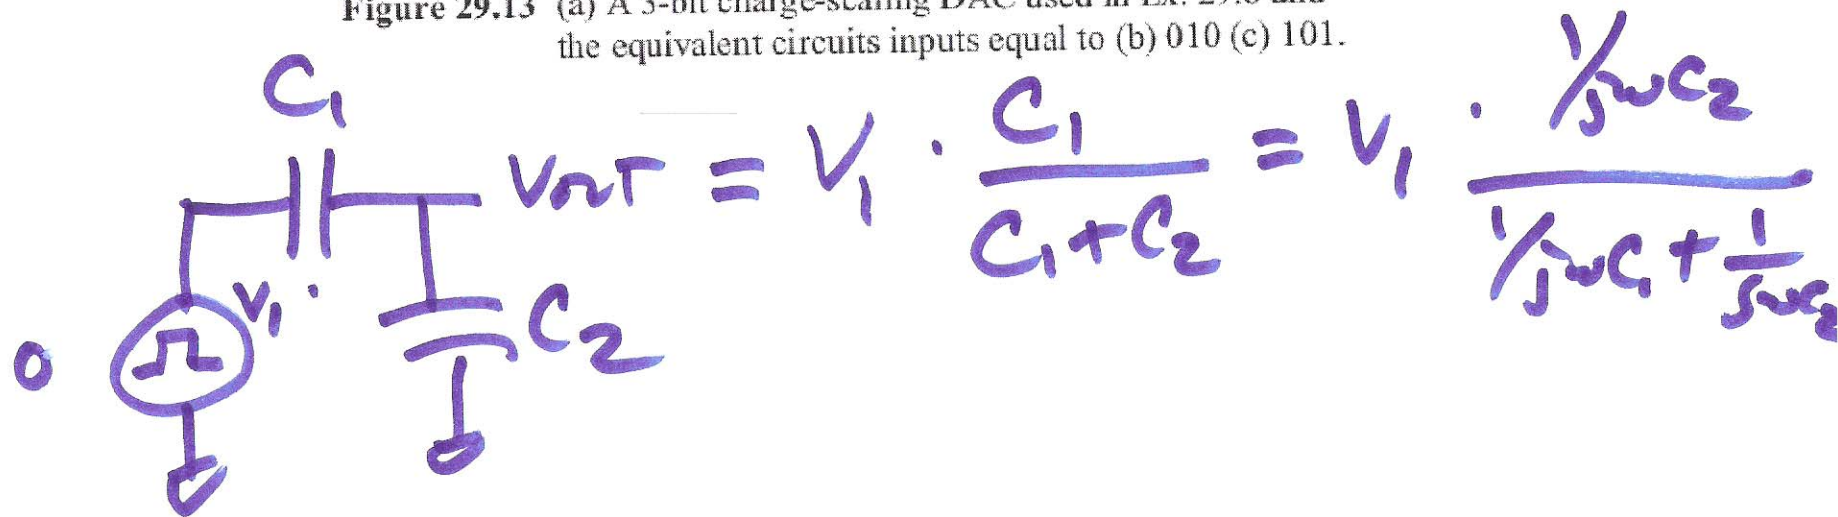 Figure 29.13 (a) A 3-bit charge-scaling DAC used in Ex. 29.6 and
the equivalent circuits inputs equal to (b) 010 (c) 101.
C1
VOUT = V1 · C1 / (C1 + C2) = V1 · (1/jωC2) / (1/jωC1 + 1/jωC2)
V1
C2
0